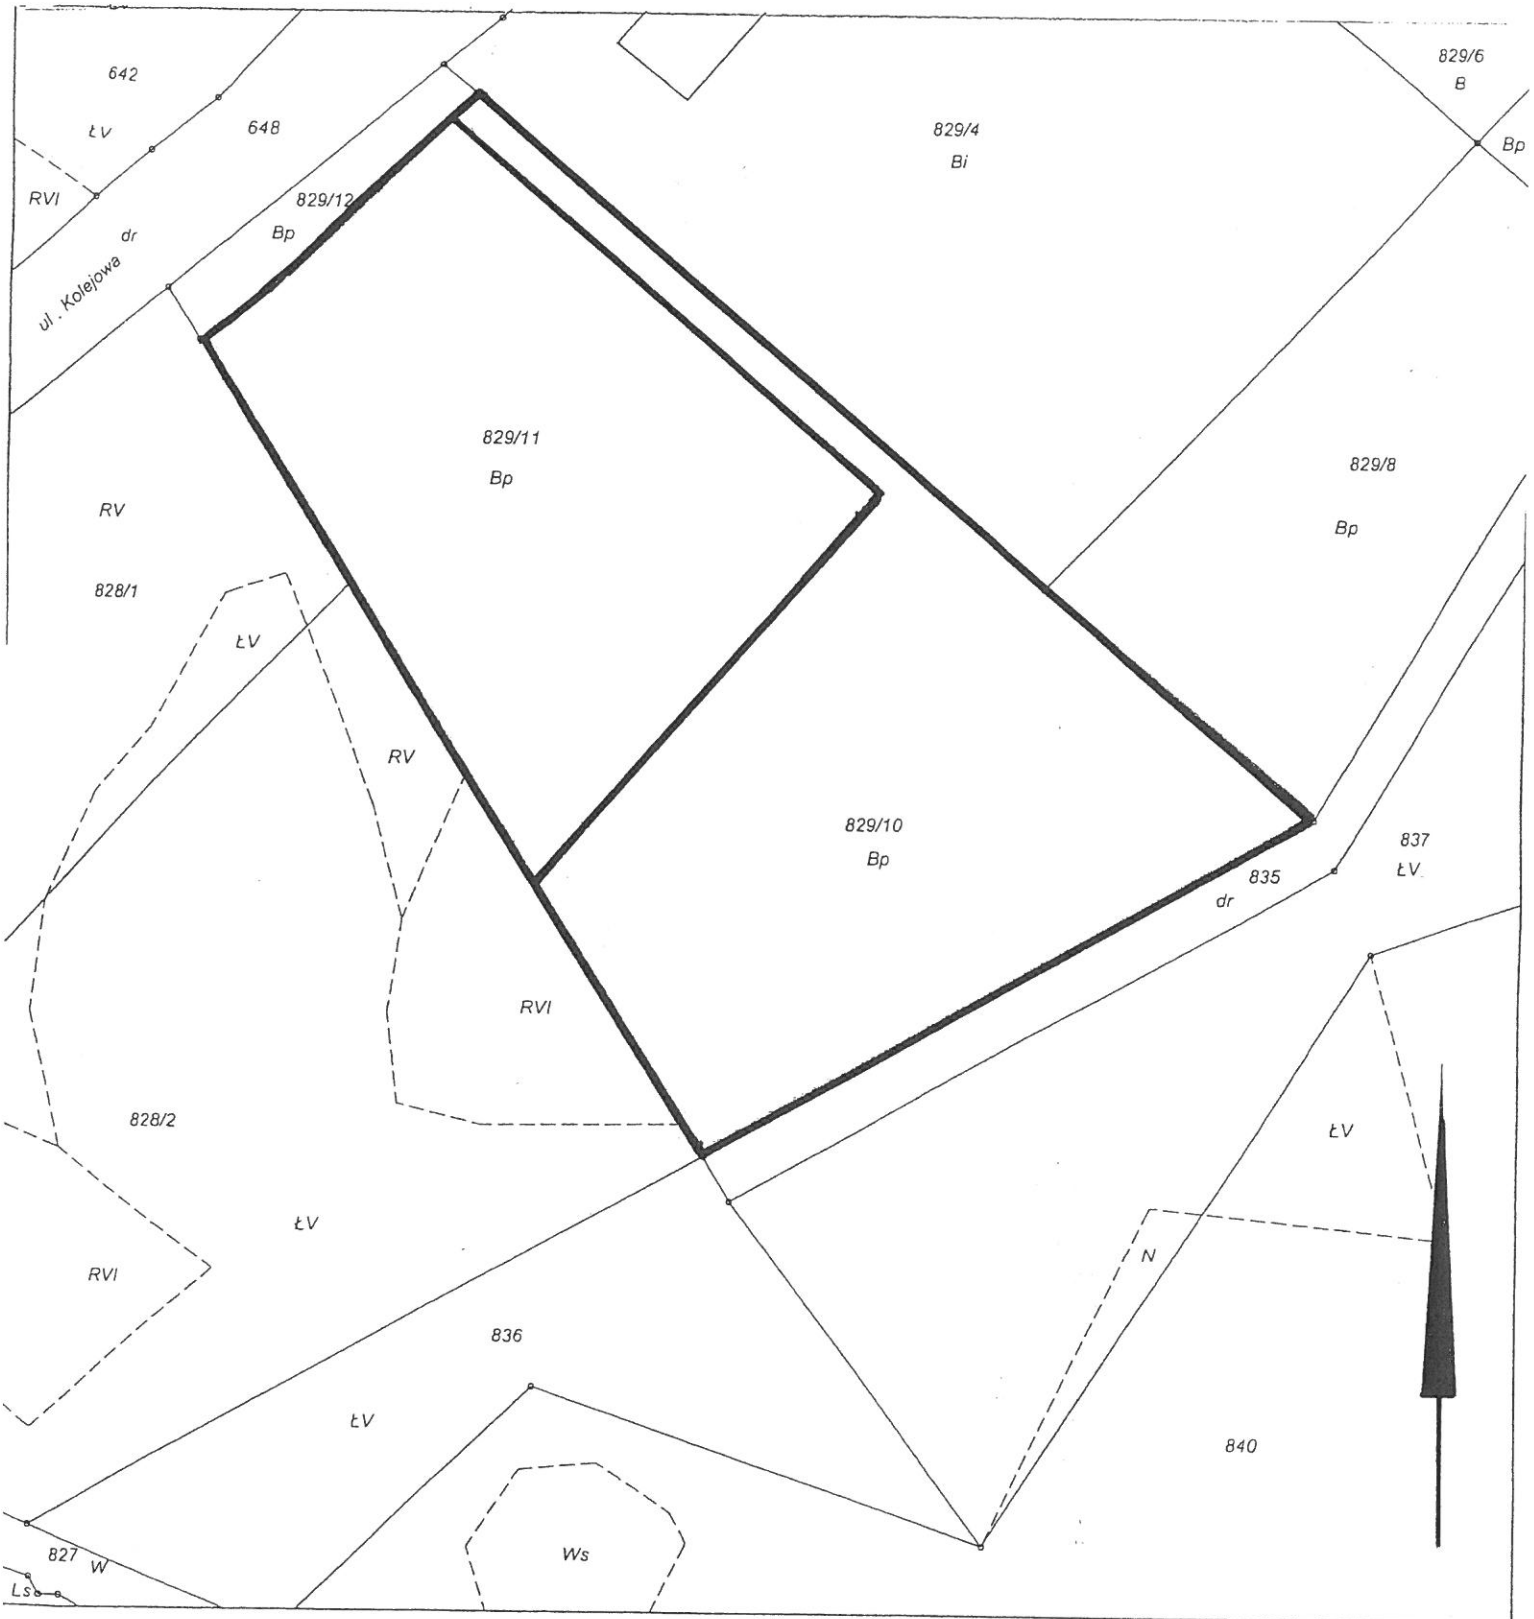 642
ŁV
648
RVI
829/12
Bp
dr
ul. Kolejowa
829/4
Bi
829/6
B
Bp
829/11
Bp
829/8
Bp
RV
828/1
ŁV
RV
829/10
Bp
837
ŁV
835
dr
RVI
828/2
ŁV
ŁV
RVI
N
836
ŁV
840
827
W
Ws
Ls